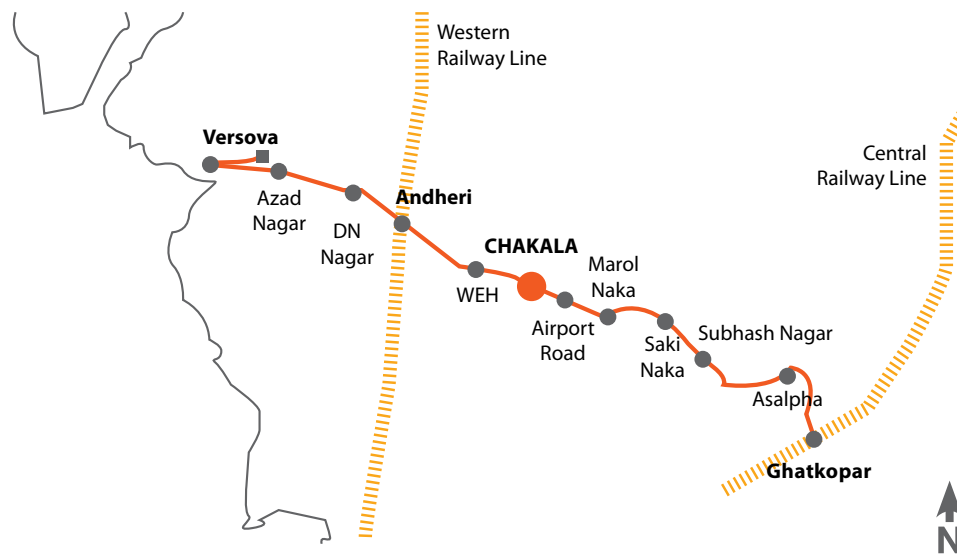 Western
Railway Line
Central
Railway Line
Versova
Azad
Nagar
DN
Nagar
Andheri
CHAKALA
WEH
Marol
Naka
Airport
Road
Saki
Naka
Subhash Nagar
Asalpha
Ghatkopar
N